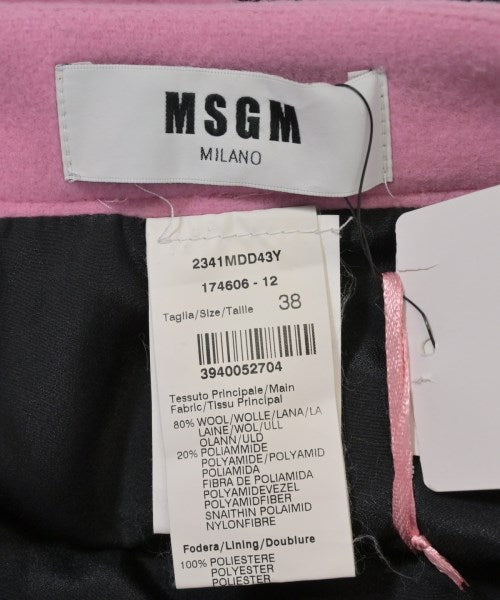 MSGM
MILANO
2341MDD43Y
174606 - 12
Taglia/Size/Taille 38
3940052704
Tessuto Principale/Main
Fabric/Tissu Principal
80% WOOL/WOLLE/LANA/LA
LAINE/WOL/ULL
OLANN/ULD
20% POLIAMMIDE
POLYAMIDE/POLYAMID
POLIAMIDA
FIBRA DE POLIAMIDA
POLYAMIDEVEZEL
POLYAMIDFIBER
SNAITHIN POLAIMID
NYLONFIBRE
Fodera/Lining/Doublure
100% POLIESTERE
POLYESTER
POLIESTER